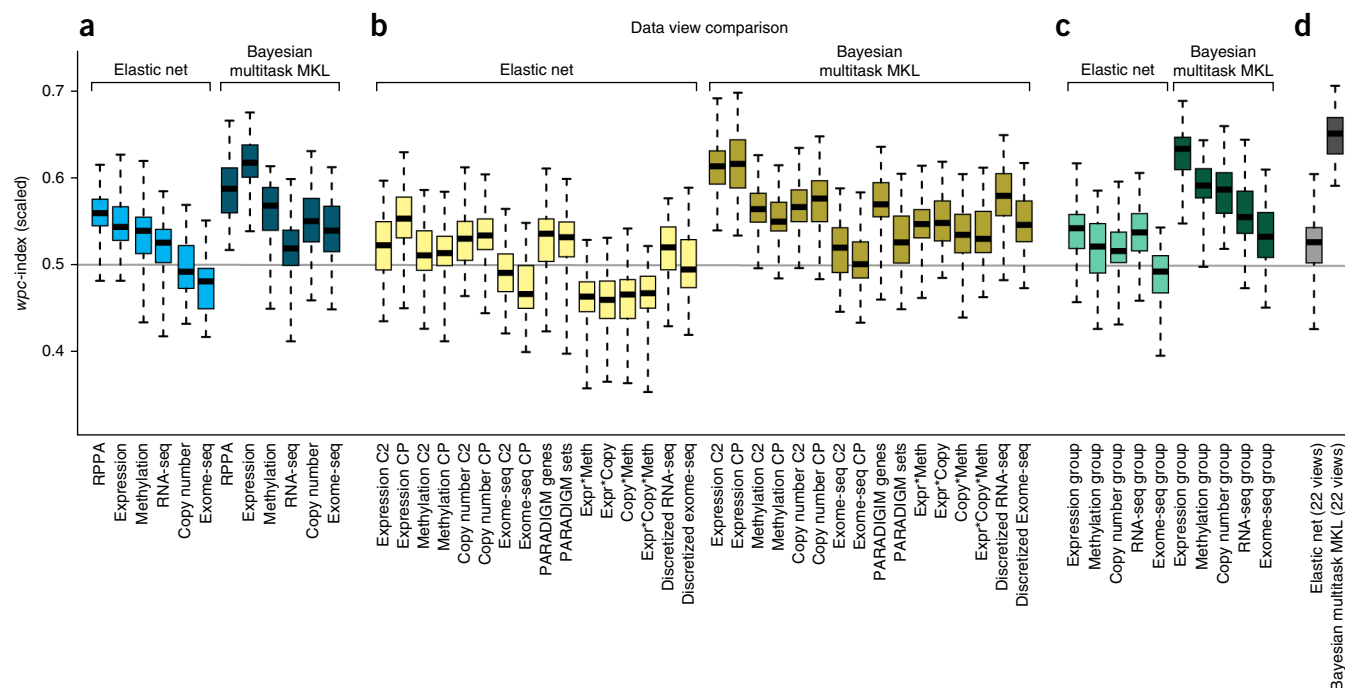 a
b
c
d
Data view comparison
Elastic net
Bayesian
multitask MKL
Elastic net
Bayesian
multitask MKL
Elastic net
Bayesian
multitask MKL
wpc-index (scaled)
0.7
0.6
0.5
0.4
RPPA
Expression
Methylation
RNA-seq
Copy number
Exome-seq
RPPA
Expression
Methylation
RNA-seq
Copy number
Exome-seq
Expression C2
Expression CP
Methylation C2
Methylation CP
Copy number C2
Copy number CP
Exome-seq C2
Exome-seq CP
PARADIGM genes
PARADIGM sets
Expr*Meth
Expr*Copy
Copy*Meth
Expr*Copy*Meth
Discretized RNA-seq
Discretized exome-seq
Expression C2
Expression CP
Methylation C2
Methylation CP
Copy number C2
Copy number CP
Exome-seq C2
Exome-seq CP
PARADIGM genes
PARADIGM sets
Expr*Meth
Expr*Copy
Copy*Meth
Expr*Copy*Meth
Discretized RNA-seq
Discretized Exome-seq
Expression group
Methylation group
Copy number group
RNA-seq group
Exome-seq group
Expression group
Methylation group
Copy number group
RNA-seq group
Exome-seq group
Elastic net (22 views)
Bayesian multitask MKL (22 views)